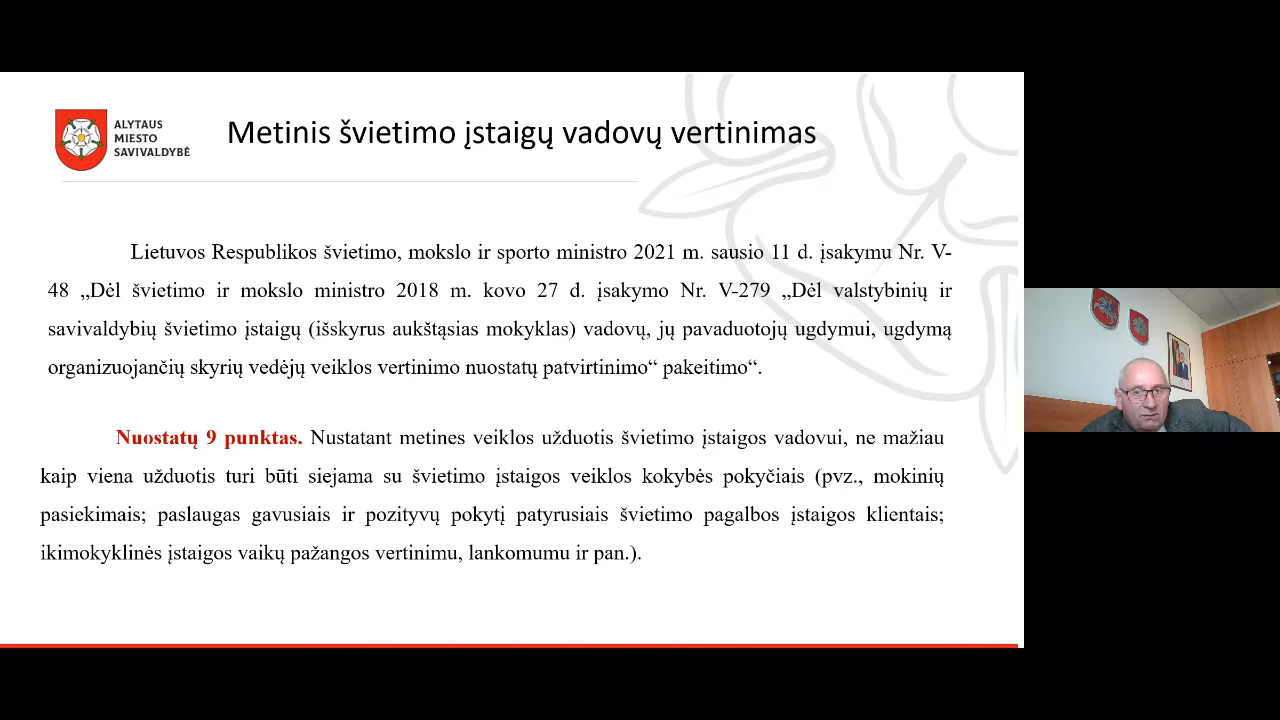 ALYTAUS
MIESTO
SAVIVALDYBĖ
Metinis švietimo įstaigų vadovų vertinimas
Lietuvos Respublikos švietimo, mokslo ir sporto ministro 2021 m. sausio 11 d. įsakymu Nr. V-
48 „Dėl švietimo ir mokslo ministro 2018 m. kovo 27 d. įsakymo Nr. V-279 „Dėl valstybinių ir
savivaldybių švietimo įstaigų (išskyrus aukštąsias mokyklas) vadovų, jų pavaduotojų ugdymui, ugdymą
organizuojančių skyrių vedėjų veiklos vertinimo nuostatų patvirtinimo“ pakeitimo“.
Nuostatų 9 punktas. Nustatant metines veiklos užduotis švietimo įstaigos vadovui, ne mažiau
kaip viena užduotis turi būti siejama su švietimo įstaigos veiklos kokybės pokyčiais (pvz., mokinių
pasiekimais; paslaugas gavusiais ir pozityvų pokytį patyrusiais švietimo pagalbos įstaigos klientais;
ikimokyklinės įstaigos vaikų pažangos vertinimu, lankomumu ir pan.).